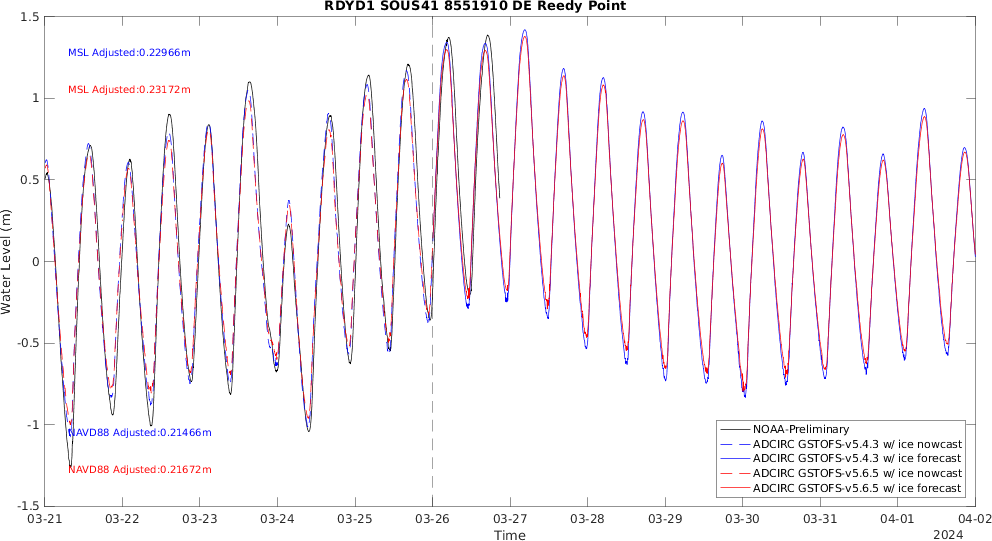 RDYD1 SOUS41 8551910 DE Reedy Point
1.5
MSL Adjusted:0.22966m
1
MSL Adjusted:0.23172m
0.5
Water Level (m)
0
-0.5
-1
NAVD88 Adjusted:0.21466m
NAVD88 Adjusted:0.21672m
-1.5
NOAA-Preliminary
ADCIRC GSTOFS-v5.4.3 w/ ice nowcast
ADCIRC GSTOFS-v5.4.3 w/ ice forecast
ADCIRC GSTOFS-v5.6.5 w/ ice nowcast
ADCIRC GSTOFS-v5.6.5 w/ ice forecast
03-21 03-22 03-23 03-24 03-25 03-26 03-27 03-28 03-29 03-30 03-31 04-01 04-02
Time
2024